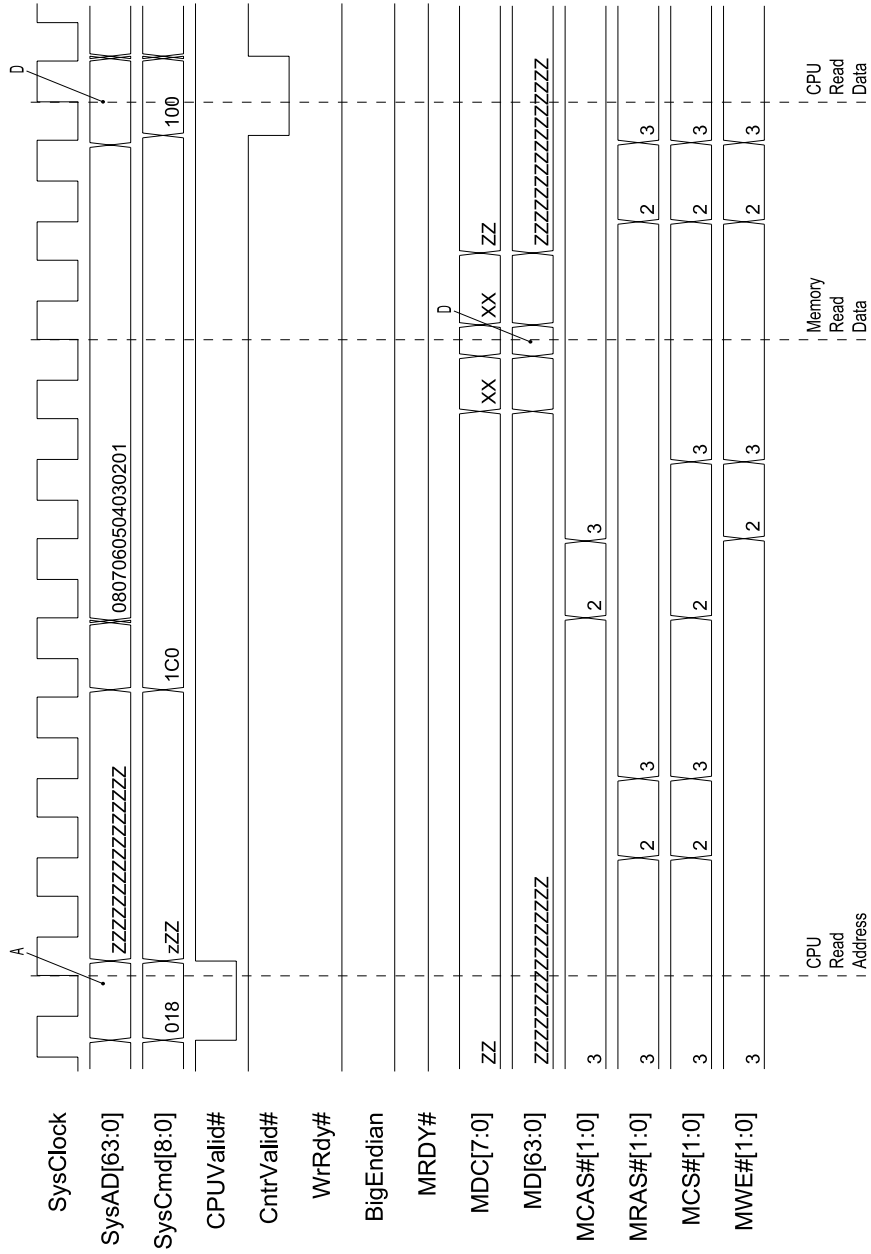 A D
SysClock
SysAD[63:0] ZZZZZZZZZZZZZZZZ 0807060504030201
SysCmd[8:0] 018 zZZ 1C0 100
CPUValid#
CntrValid#
WrRdy#
BigEndian
MRDY#
D
MDC[7:0] ZZ XX XX ZZ
MD[63:0] ZZZZZZZZZZZZZZZZ ZZZZZZZZZZZZZZZZ
MCAS#[1:0] 3 2 3
MRAS#[1:0] 3 2 3 2 3
MCS#[1:0] 3 2 3 2 3 2 3
MWE#[1:0] 3 2 3 2 3
CPU
Read
Address
Memory
Read
Data
CPU
Read
Data